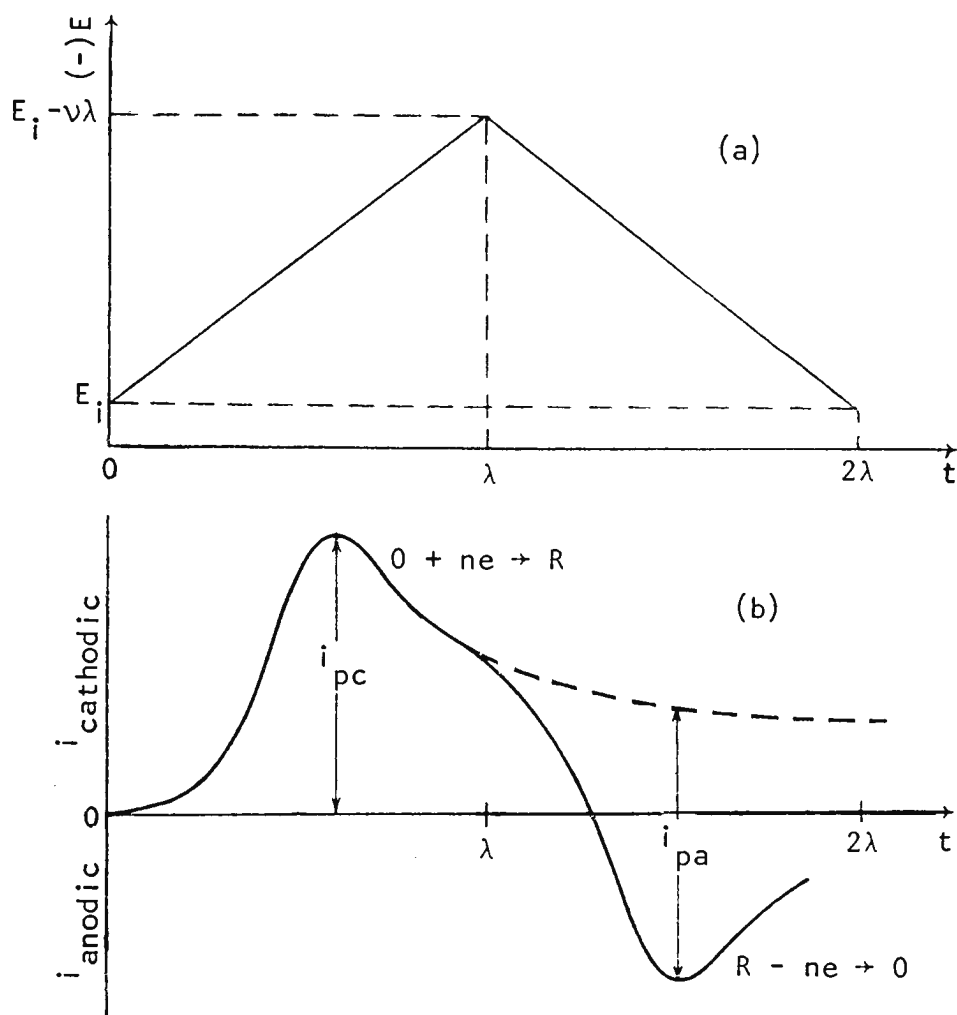 (-)E
E_i -νλ
(a)
E_i
0
λ
2λ
t
O + ne → R
(b)
i_cathodic
i_pc
0
λ
i_pa
2λ
t
i_anodic
R - ne → O